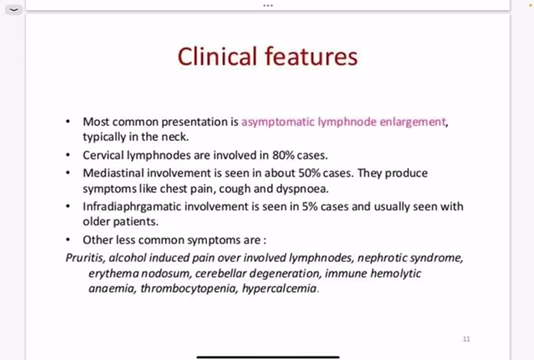 Clinical features
• Most common presentation is asymptomatic lymphnode enlargement,
typically in the neck.
• Cervical lymphnodes are involved in 80% cases.
• Mediastinal involvement is seen in about 50% cases. They produce
symptoms like chest pain, cough and dyspnoea.
• Infradiaphrgamatic involvement is seen in 5% cases and usually seen with
older patients.
• Other less common symptoms are :
Pruritis, alcohol induced pain over involved lymphnodes, nephrotic syndrome,
erythema nodosum, cerebellar degeneration, immune hemolytic
anaemia, thrombocytopenia, hypercalcemia.
11